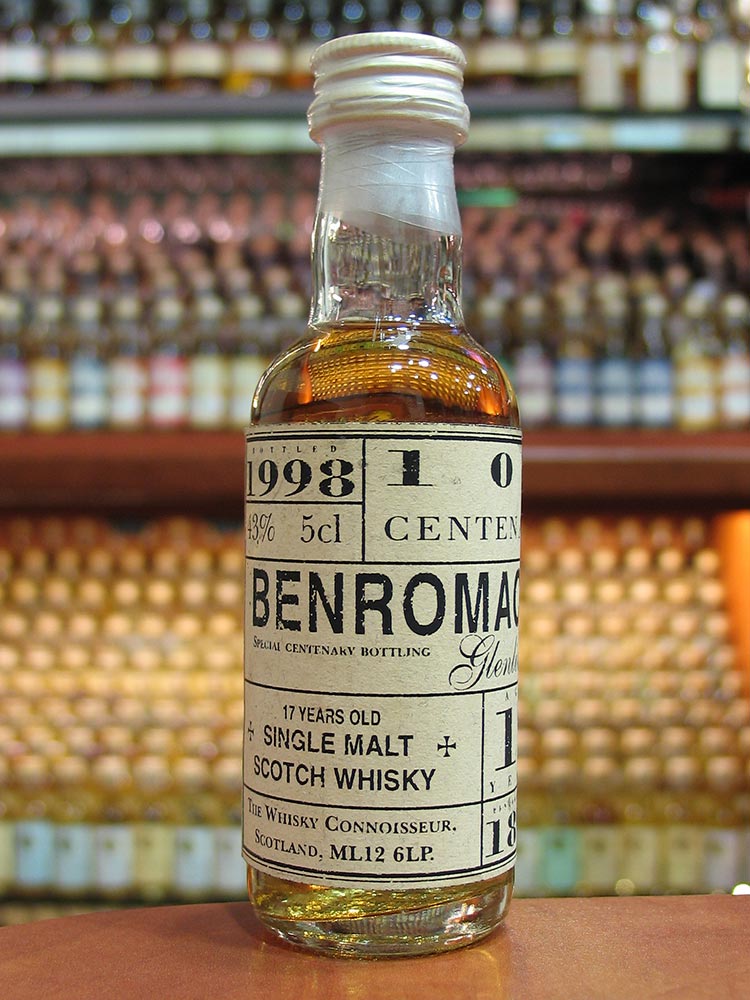 BOTTLED
1998
43% 5cl
1 0
CENTEN
BENROMAC
SPECIAL CENTENARY BOTTLING
Glenl
17 YEARS OLD
SINGLE MALT
SCOTCH WHISKY
A
1
Y E
THE WHISKY CONNOISSEUR,
SCOTLAND, ML12 6LP.
18